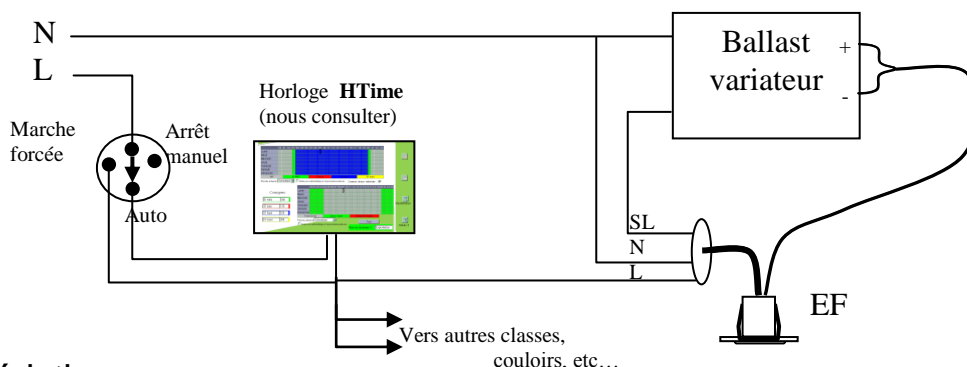 N
L
Horloge HTime
(nous consulter)
Marche
forcée
Arrêt
manuel
Auto
Ballast
variateur
+
-
SL
N
L
EF
Vers autres classes,
couloirs, etc…